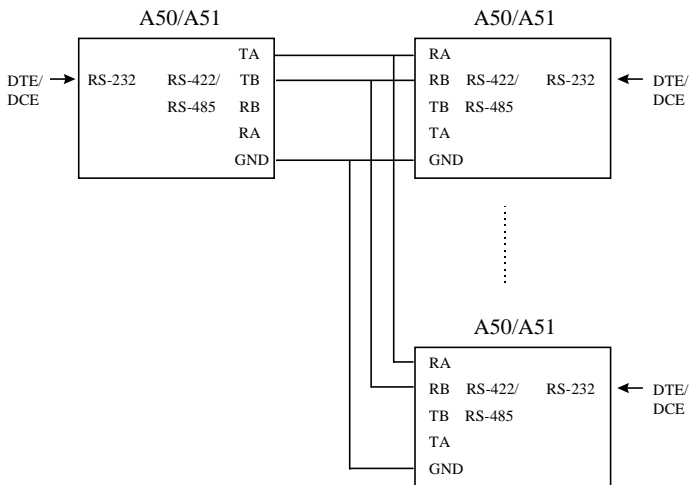 A50/A51
A50/A51
TA
RA
DTE/
DCE
RS-232
RS-422/
RS-485
TB
RB
RA
GND
RB
TB
TA
GND
RS-422/
RS-485
RS-232
DTE/
DCE
A50/A51
RA
RB
TB
TA
GND
RS-422/
RS-485
RS-232
DTE/
DCE